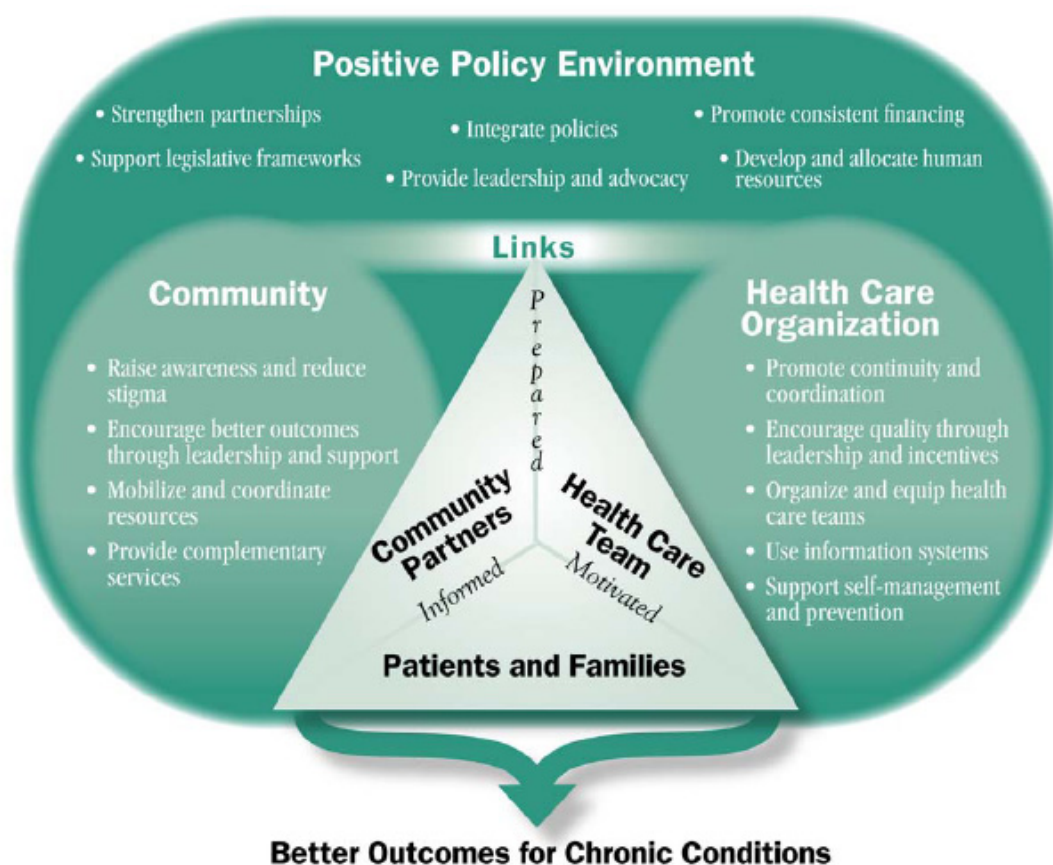 Positive Policy Environment
• Strengthen partnerships
• Support legislative frameworks
• Integrate policies
• Provide leadership and advocacy
• Promote consistent financing
• Develop and allocate human
resources
Links
Community
• Raise awareness and reduce
stigma
• Encourage better outcomes
through leadership and support
• Mobilize and coordinate
resources
• Provide complementary
services
Prepared
Community
Partners
Health Care
Team
Informed
Motivated
Patients and Families
Health Care
Organization
• Promote continuity and
coordination
• Encourage quality through
leadership and incentives
• Organize and equip health
care teams
• Use information systems
• Support self-management
and prevention
Better Outcomes for Chronic Conditions